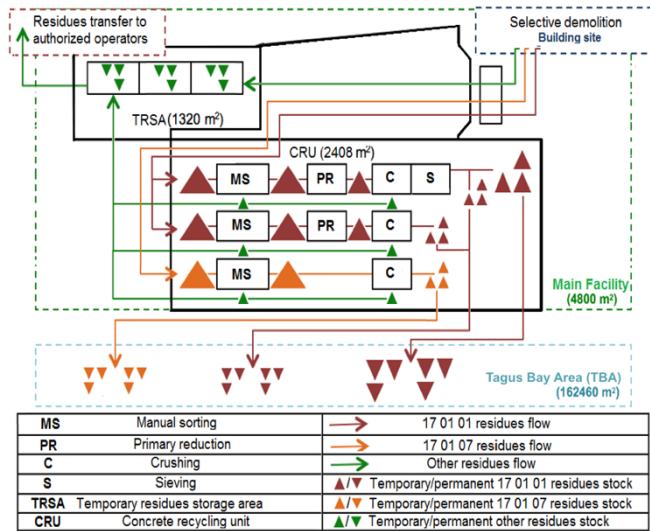 Residues transfer to
authorized operators
Selective demolition
Building site
TRSA (1320 m²)
CRU (2408 m²)
MS PR C S
MS PR C
MS C
Main Facility
(4800 m²)
Tagus Bay Area (TBA)
(162460 m²)
MS Manual sorting 17 01 01 residues flow
PR Primary reduction 17 01 07 residues flow
C Crushing Other residues flow
S Sieving Temporary/permanent 17 01 01 residues stock
TRSA Temporary residues storage area / Temporary/permanent 17 01 07 residues stock
CRU Concrete recycling unit / Temporary/permanent other residues stock